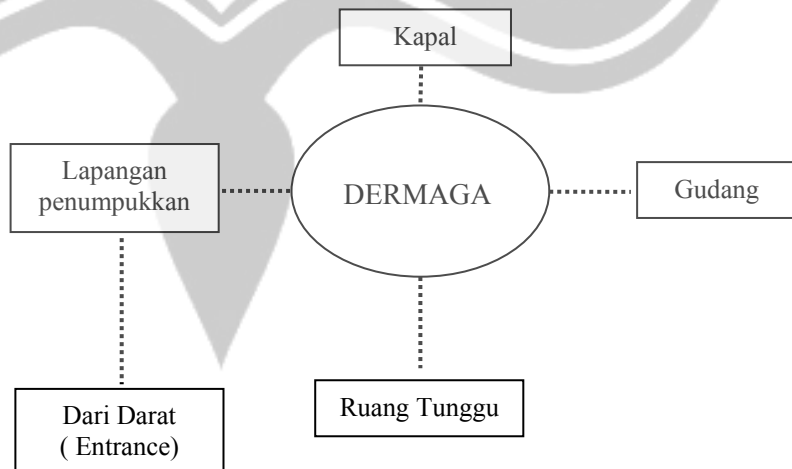 Kapal
Lapangan
penumpukkan
DERMAGA
Gudang
Dari Darat
( Entrance)
Ruang Tunggu